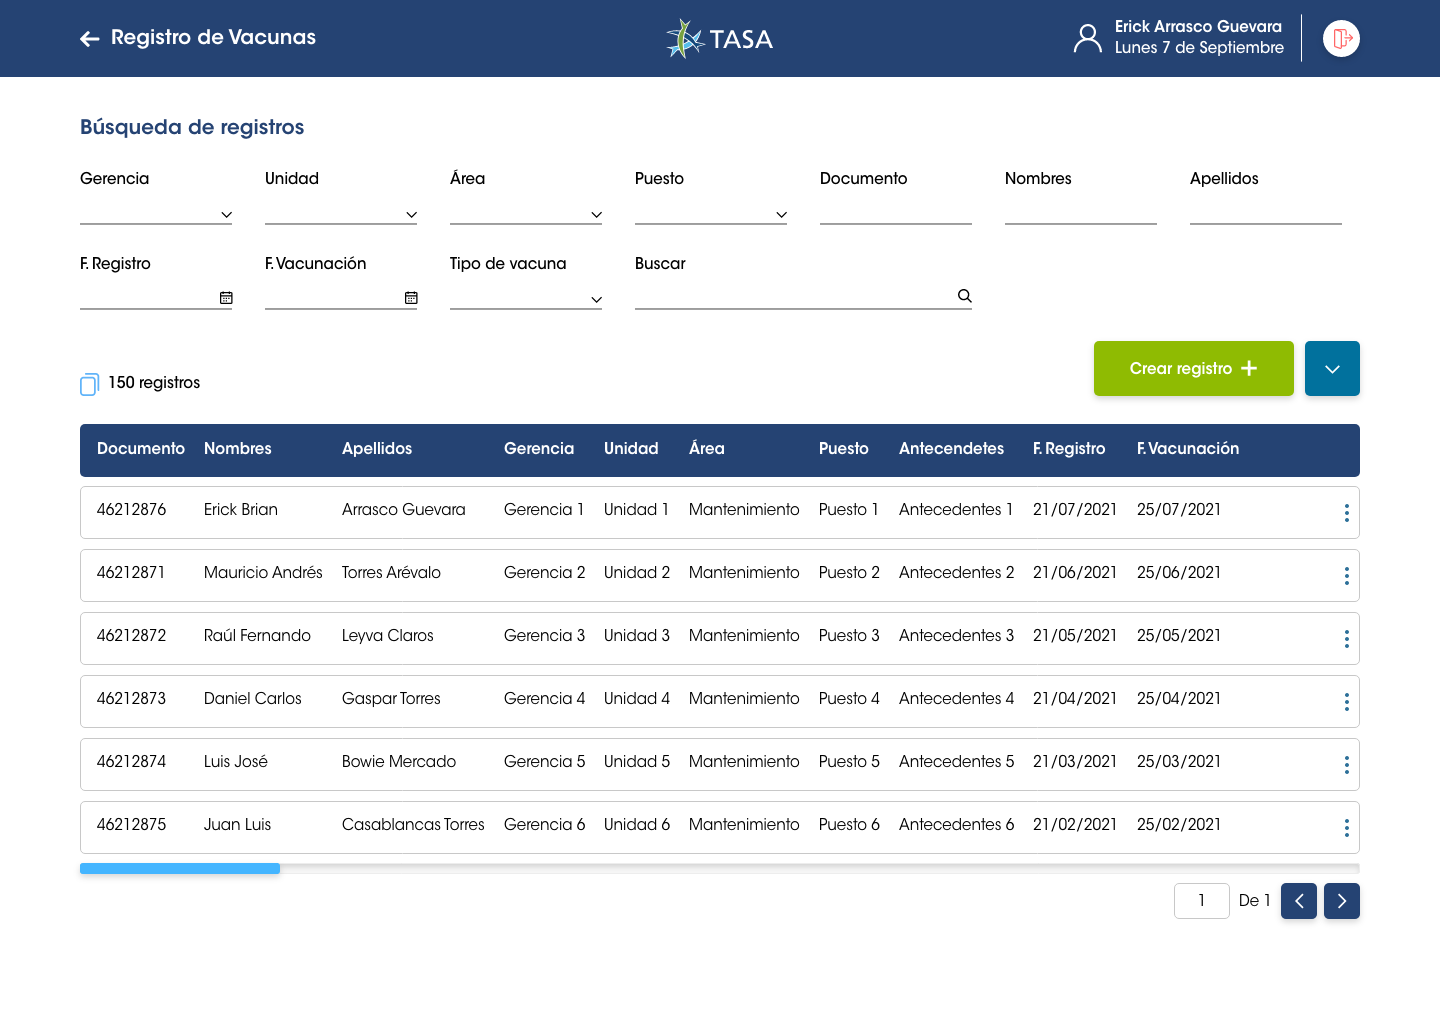 Registro de Vacunas
TASA
Erick Arrasco Guevara
Lunes 7 de Septiembre
Búsqueda de registros
Gerencia Unidad Área Puesto Documento Nombres Apellidos
F. Registro F. Vacunación Tipo de vacuna Buscar
150 registros
Crear registro
Documento Nombres Apellidos Gerencia Unidad Área Puesto Antecendetes F. Registro F. Vacunación
46212876 Erick Brian Arrasco Guevara Gerencia 1 Unidad 1 Mantenimiento Puesto 1 Antecedentes 1 21/07/2021 25/07/2021
46212871 Mauricio Andrés Torres Arévalo Gerencia 2 Unidad 2 Mantenimiento Puesto 2 Antecedentes 2 21/06/2021 25/06/2021
46212872 Raúl Fernando Leyva Claros Gerencia 3 Unidad 3 Mantenimiento Puesto 3 Antecedentes 3 21/05/2021 25/05/2021
46212873 Daniel Carlos Gaspar Torres Gerencia 4 Unidad 4 Mantenimiento Puesto 4 Antecedentes 4 21/04/2021 25/04/2021
46212874 Luis José Bowie Mercado Gerencia 5 Unidad 5 Mantenimiento Puesto 5 Antecedentes 5 21/03/2021 25/03/2021
46212875 Juan Luis Casablancas Torres Gerencia 6 Unidad 6 Mantenimiento Puesto 6 Antecedentes 6 21/02/2021 25/02/2021
1 De 1